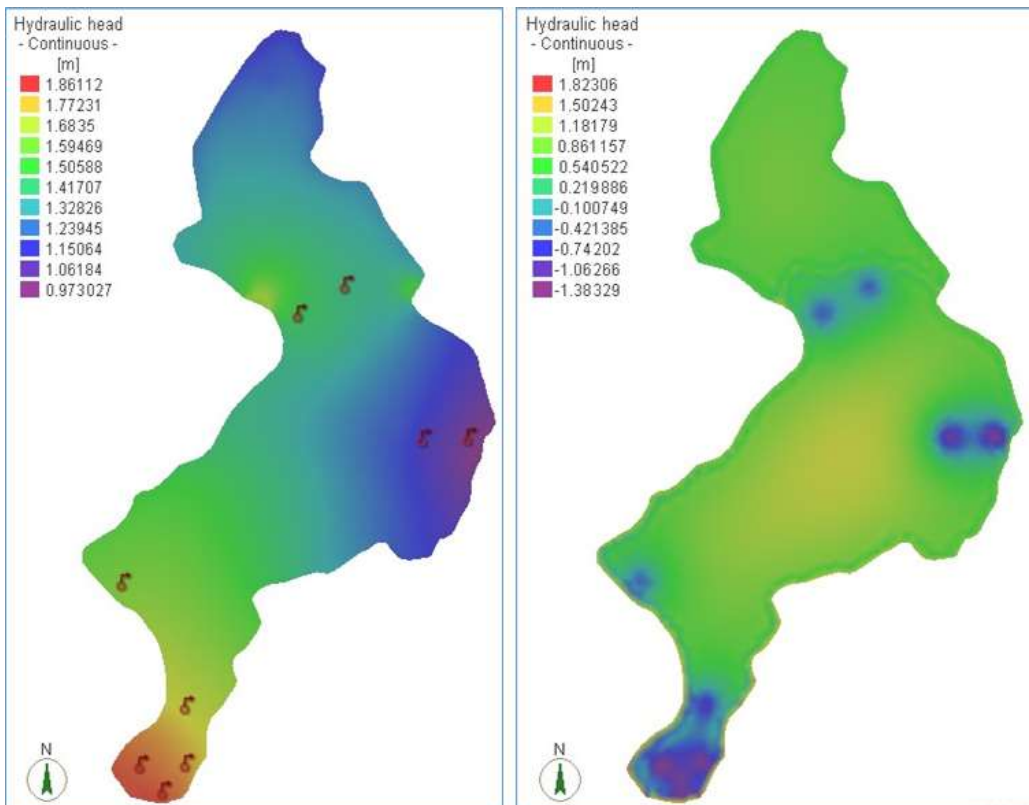 Hydraulic head
- Continuous -
[m]
1.86112
1.77231
1.6835
1.59469
1.50588
1.41707
1.32826
1.23945
1.15064
1.06184
0.973027
N
Hydraulic head
- Continuous -
[m]
1.82306
1.50243
1.18179
0.861157
0.540522
0.219886
-0.100749
-0.421385
-0.74202
-1.06266
-1.38329
N